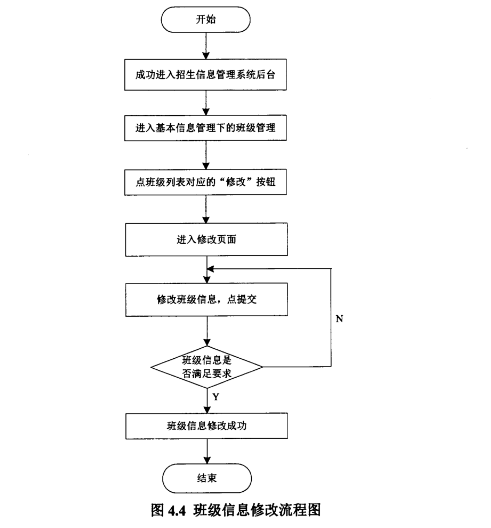 开始
成功进入招生信息管理系统后台
进入基本信息管理下的班级管理
点班级列表对应的“修改”按钮
进入修改页面
修改班级信息，点提交
N
班级信息是
否满足要求
Y
班级信息修改成功
结束
图 4.4 班级信息修改流程图